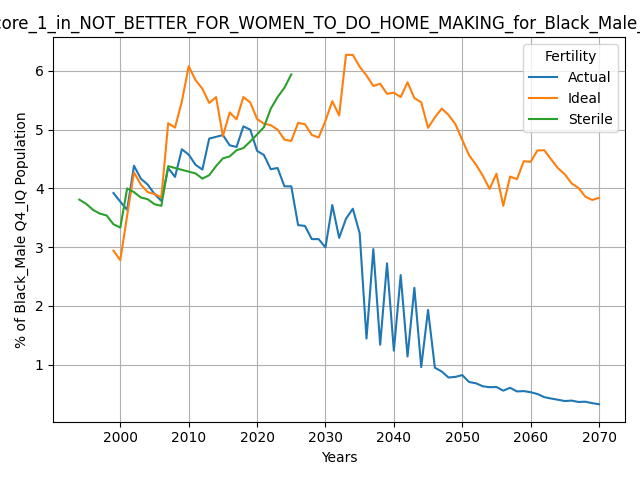 core_1_in_NOT_BETTER_FOR_WOMEN_TO_DO_HOME_MAKING_for_Black_Male_
Fertility
Actual
Ideal
Sterile
% of Black_Male Q4_IQ Population
6
5
4
3
2
1
2000 2010 2020 2030 2040 2050 2060 2070
Years